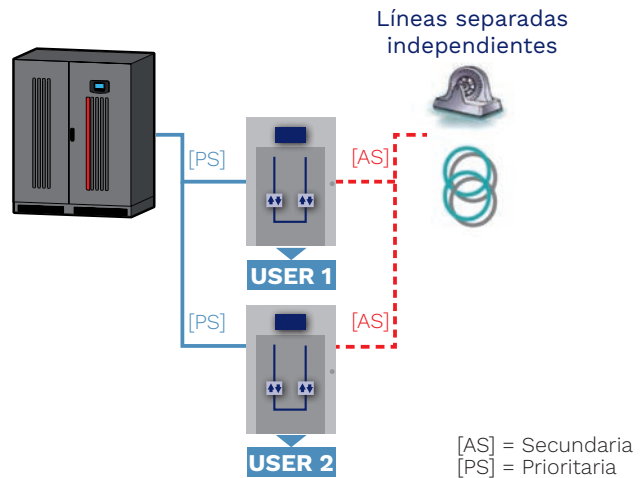 Líneas separadas
independientes
[PS]
[AS]
USER 1
[PS]
[AS]
USER 2
[AS] = Secundaria
[PS] = Prioritaria